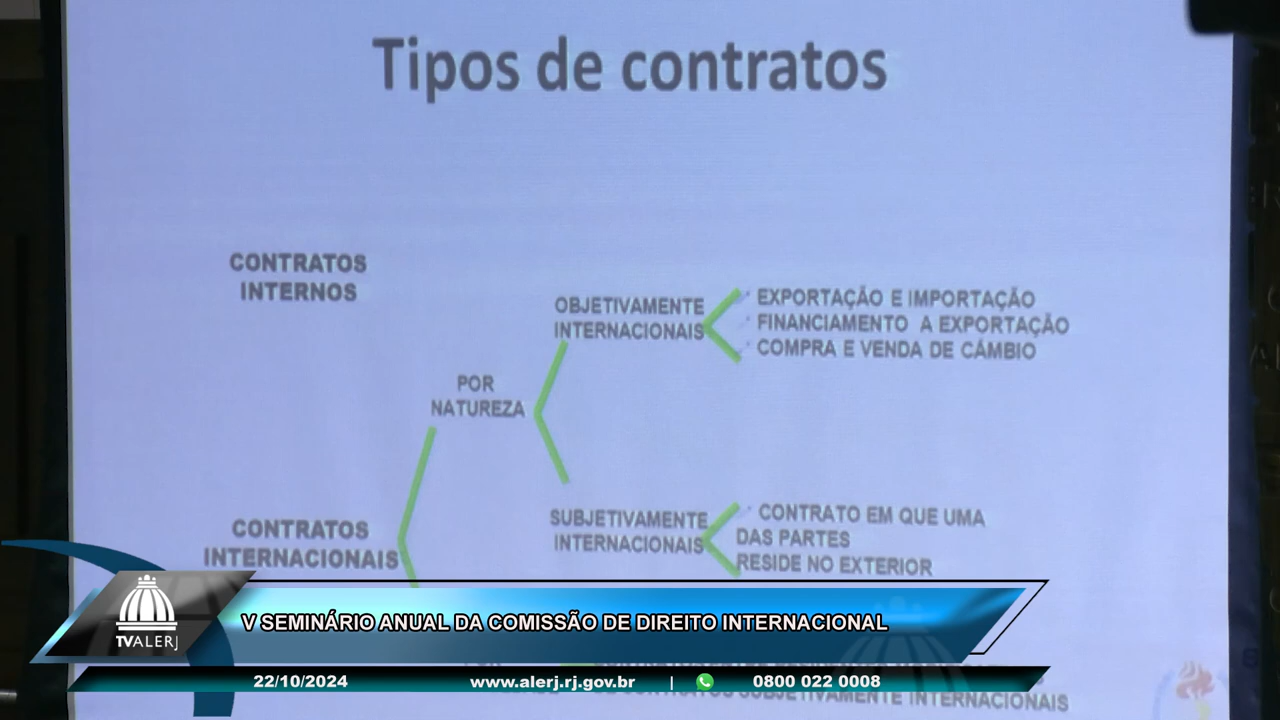 Tipos de contratos
CONTRATOS
INTERNOS
OBJETIVAMENTE
INTERNACIONAIS
EXPORTAÇÃO E IMPORTAÇÃO
FINANCIAMENTO A EXPORTAÇÃO
COMPRA E VENDA DE CÂMBIO
POR
NATUREZA
CONTRATOS
INTERNACIONAIS
SUBJETIVAMENTE
INTERNACIONAIS
CONTRATO EM QUE UMA
DAS PARTES
RESIDE NO EXTERIOR
TVALERJ
V SEMINÁRIO ANUAL DA COMISSÃO DE DIREITO INTERNACIONAL
22/10/2024 www.alerj.rj.gov.br | 0800 022 0008
CONTRATOS SUBJETIVAMENTE INTERNACIONAIS